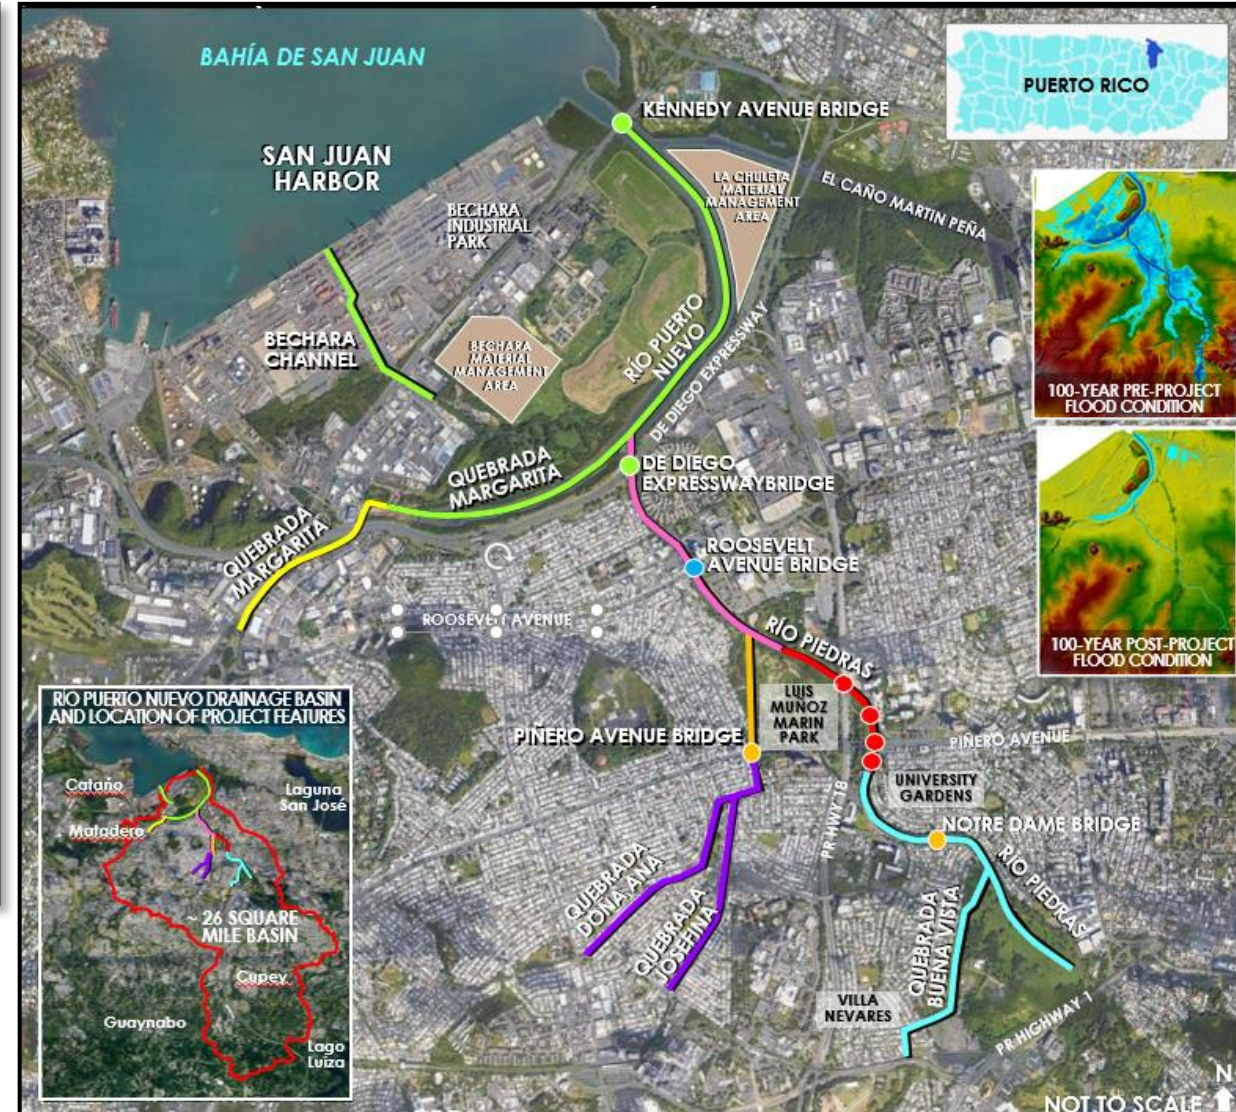 BAHÍA DE SAN JUAN
SAN JUAN
HARBOR
KENNEDY AVENUE BRIDGE
PUERTO RICO
LA CHULETA
MATERIAL
MANAGEMENT
AREA
EL CAÑO MARTIN PEÑA
BECHARA
INDUSTRIAL
PARK
BECHARA
CHANNEL
BECHARA
MATERIAL
MANAGEMENT
AREA
RÍO PUERTO
NUEVO
DE DIEGO EXPRESSWAY
100-YEAR PRE-PROJECT
FLOOD CONDITION
QUEBRADA
MARGARITA
DE DIEGO
EXPRESSWAYBRIDGE
QUEBRADA
MARGARITA
ROOSEVELT
AVENUE BRIDGE
ROOSEVELT AVENUE
RÍO PIEDRAS
100-YEAR POST-PROJECT
FLOOD CONDITION
LUIS
MUÑOZ
MARIN
PARK
PIÑERO AVENUE BRIDGE
PIÑERO AVENUE
UNIVERSITY
GARDENS
PR HWY 18
NOTRE DAME BRIDGE
RÍO PIEDRAS
QUEBRADA
DOÑA ANA
QUEBRADA
JOSEFINA
QUEBRADA
BUENA VISTA
VILLA
NEVARES
PR HIGHWAY 1
RIO PUERTO NUEVO DRAINAGE BASIN
AND LOCATION OF PROJECT FEATURES
Cataño
Laguna
San José
Matadero
~ 26 SQUARE
MILE BASIN
Cupey
Guaynabo
Lago
Luiza
N
NOT TO SCALE